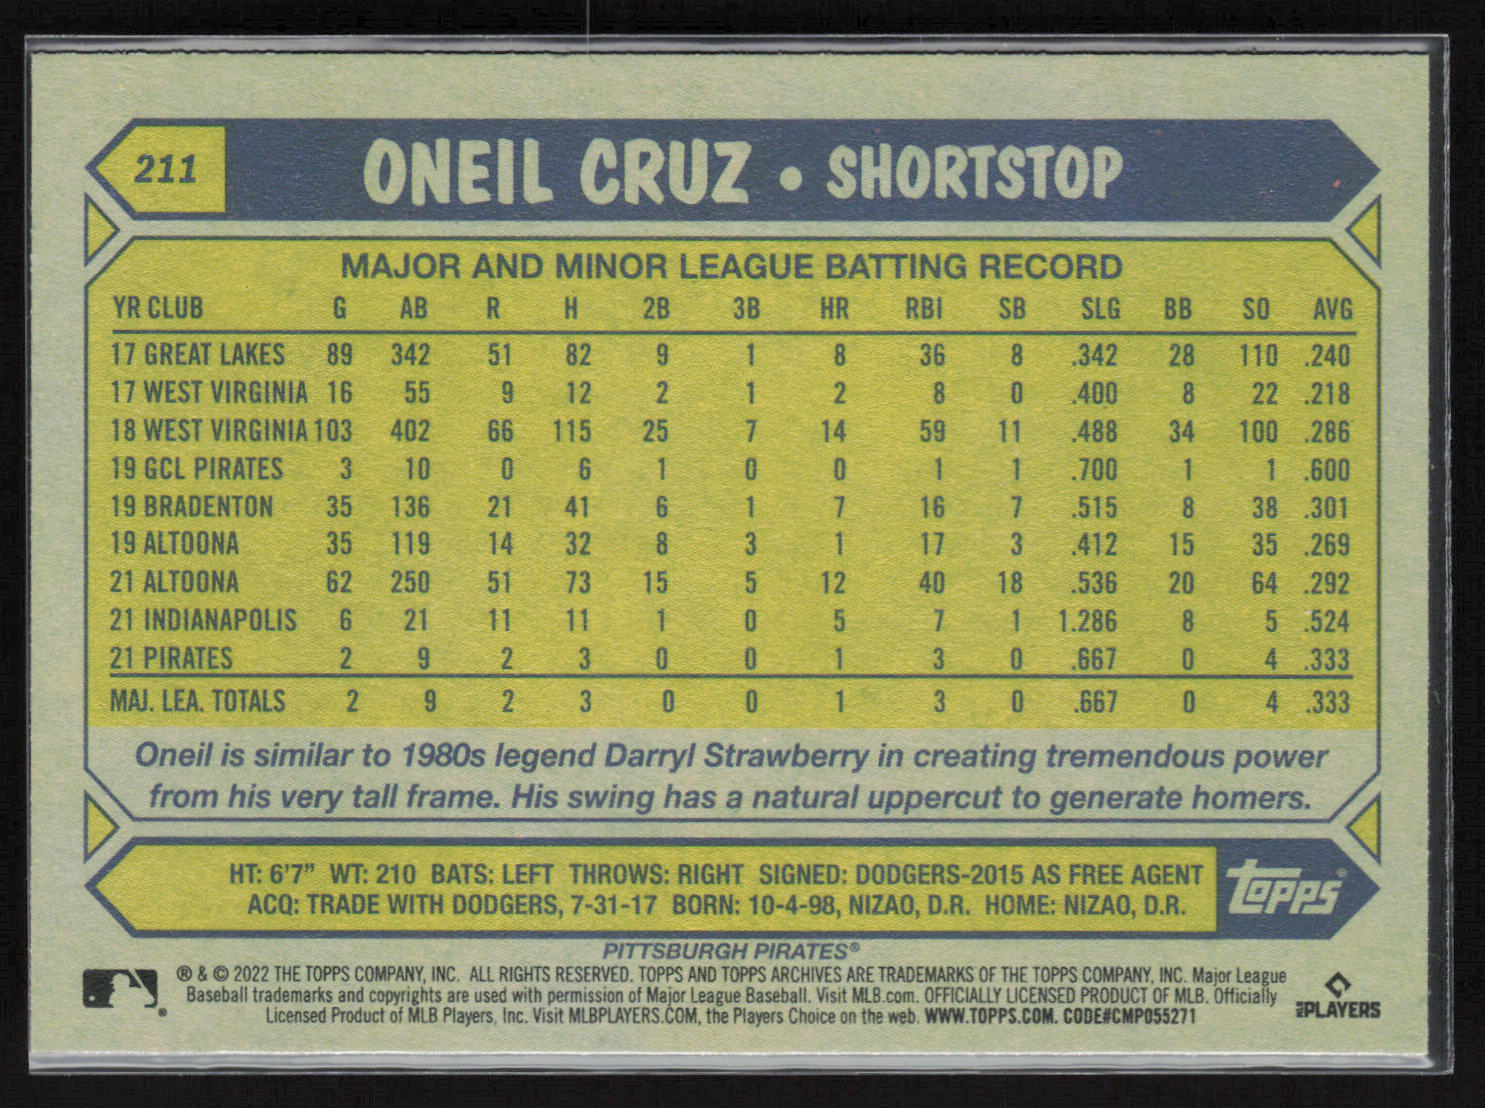 211
ONEIL CRUZ • SHORTSTOP
MAJOR AND MINOR LEAGUE BATTING RECORD
YR CLUB G AB R H 2B 3B HR RBI SB SLG BB SO AVG
17 GREAT LAKES 89 342 51 82 9 1 8 36 8 .342 28 110 .240
17 WEST VIRGINIA 16 55 9 12 2 1 2 8 0 .400 8 22 .218
18 WEST VIRGINIA 103 402 66 115 25 7 14 59 11 .488 34 100 .286
19 GCL PIRATES 3 10 0 6 1 0 0 1 1 .700 1 1 .600
19 BRADENTON 35 136 21 41 6 1 7 16 7 .515 8 38 .301
19 ALTOONA 35 119 14 32 8 3 1 17 3 .412 15 35 .269
21 ALTOONA 62 250 51 73 15 5 12 40 18 .536 20 64 .292
21 INDIANAPOLIS 6 21 11 11 1 0 5 7 1 1.286 8 5 .524
21 PIRATES 2 9 2 3 0 0 1 3 0 .667 0 4 .333
MAJ. LEA. TOTALS 2 9 2 3 0 0 1 3 0 .667 0 4 .333
Oneil is similar to 1980s legend Darryl Strawberry in creating tremendous power
from his very tall frame. His swing has a natural uppercut to generate homers.
HT: 6'7" WT: 210 BATS: LEFT THROWS: RIGHT SIGNED: DODGERS-2015 AS FREE AGENT
ACQ: TRADE WITH DODGERS, 7-31-17 BORN: 10-4-98, NIZAO, D.R. HOME: NIZAO, D.R.
topps®
PITTSBURGH PIRATES®
® & © 2022 THE TOPPS COMPANY, INC. ALL RIGHTS RESERVED. TOPPS AND TOPPS ARCHIVES ARE TRADEMARKS OF THE TOPPS COMPANY, INC. Major League
Baseball trademarks and copyrights are used with permission of Major League Baseball. Visit MLB.com. OFFICIALLY LICENSED PRODUCT OF MLB. Officially
Licensed Product of MLB Players, Inc. Visit MLBPLAYERS.COM, the Players Choice on the web. WWW.TOPPS.COM. CODE#CMP055271
MLB PLAYERS